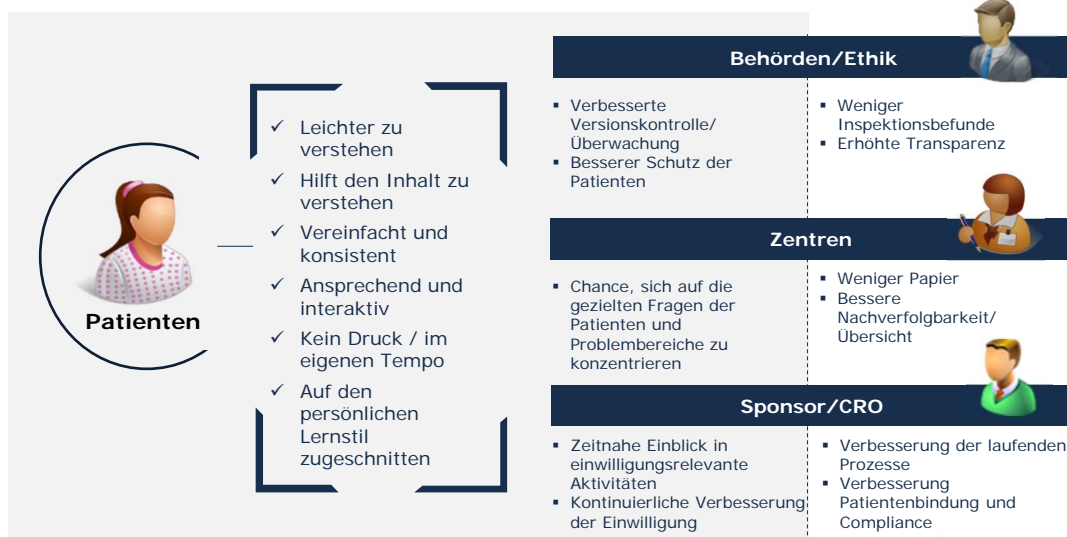 Patienten
✓ Leichter zu
verstehen
✓ Hilft den Inhalt zu
verstehen
✓ Vereinfacht und
konsistent
✓ Ansprechend und
interaktiv
✓ Kein Druck / im
eigenen Tempo
✓ Auf den
persönlichen
Lernstil
zugeschnitten
Behörden/Ethik
▪ Verbesserte
Versionskontrolle/
Überwachung
▪ Besserer Schutz der
Patienten
▪ Weniger
Inspektionsbefunde
▪ Erhöhte Transparenz
Zentren
▪ Chance, sich auf die
gezielten Fragen der
Patienten und
Problembereiche zu
konzentrieren
▪ Weniger Papier
▪ Bessere
Nachverfolgbarkeit/
Übersicht
Sponsor/CRO
▪ Zeitnahe Einblick in
einwilligungsrelevante
Aktivitäten
▪ Kontinuierliche Verbesserung
der Einwilligung
▪ Verbesserung der laufenden
Prozesse
▪ Verbesserung
Patientenbindung und
Compliance